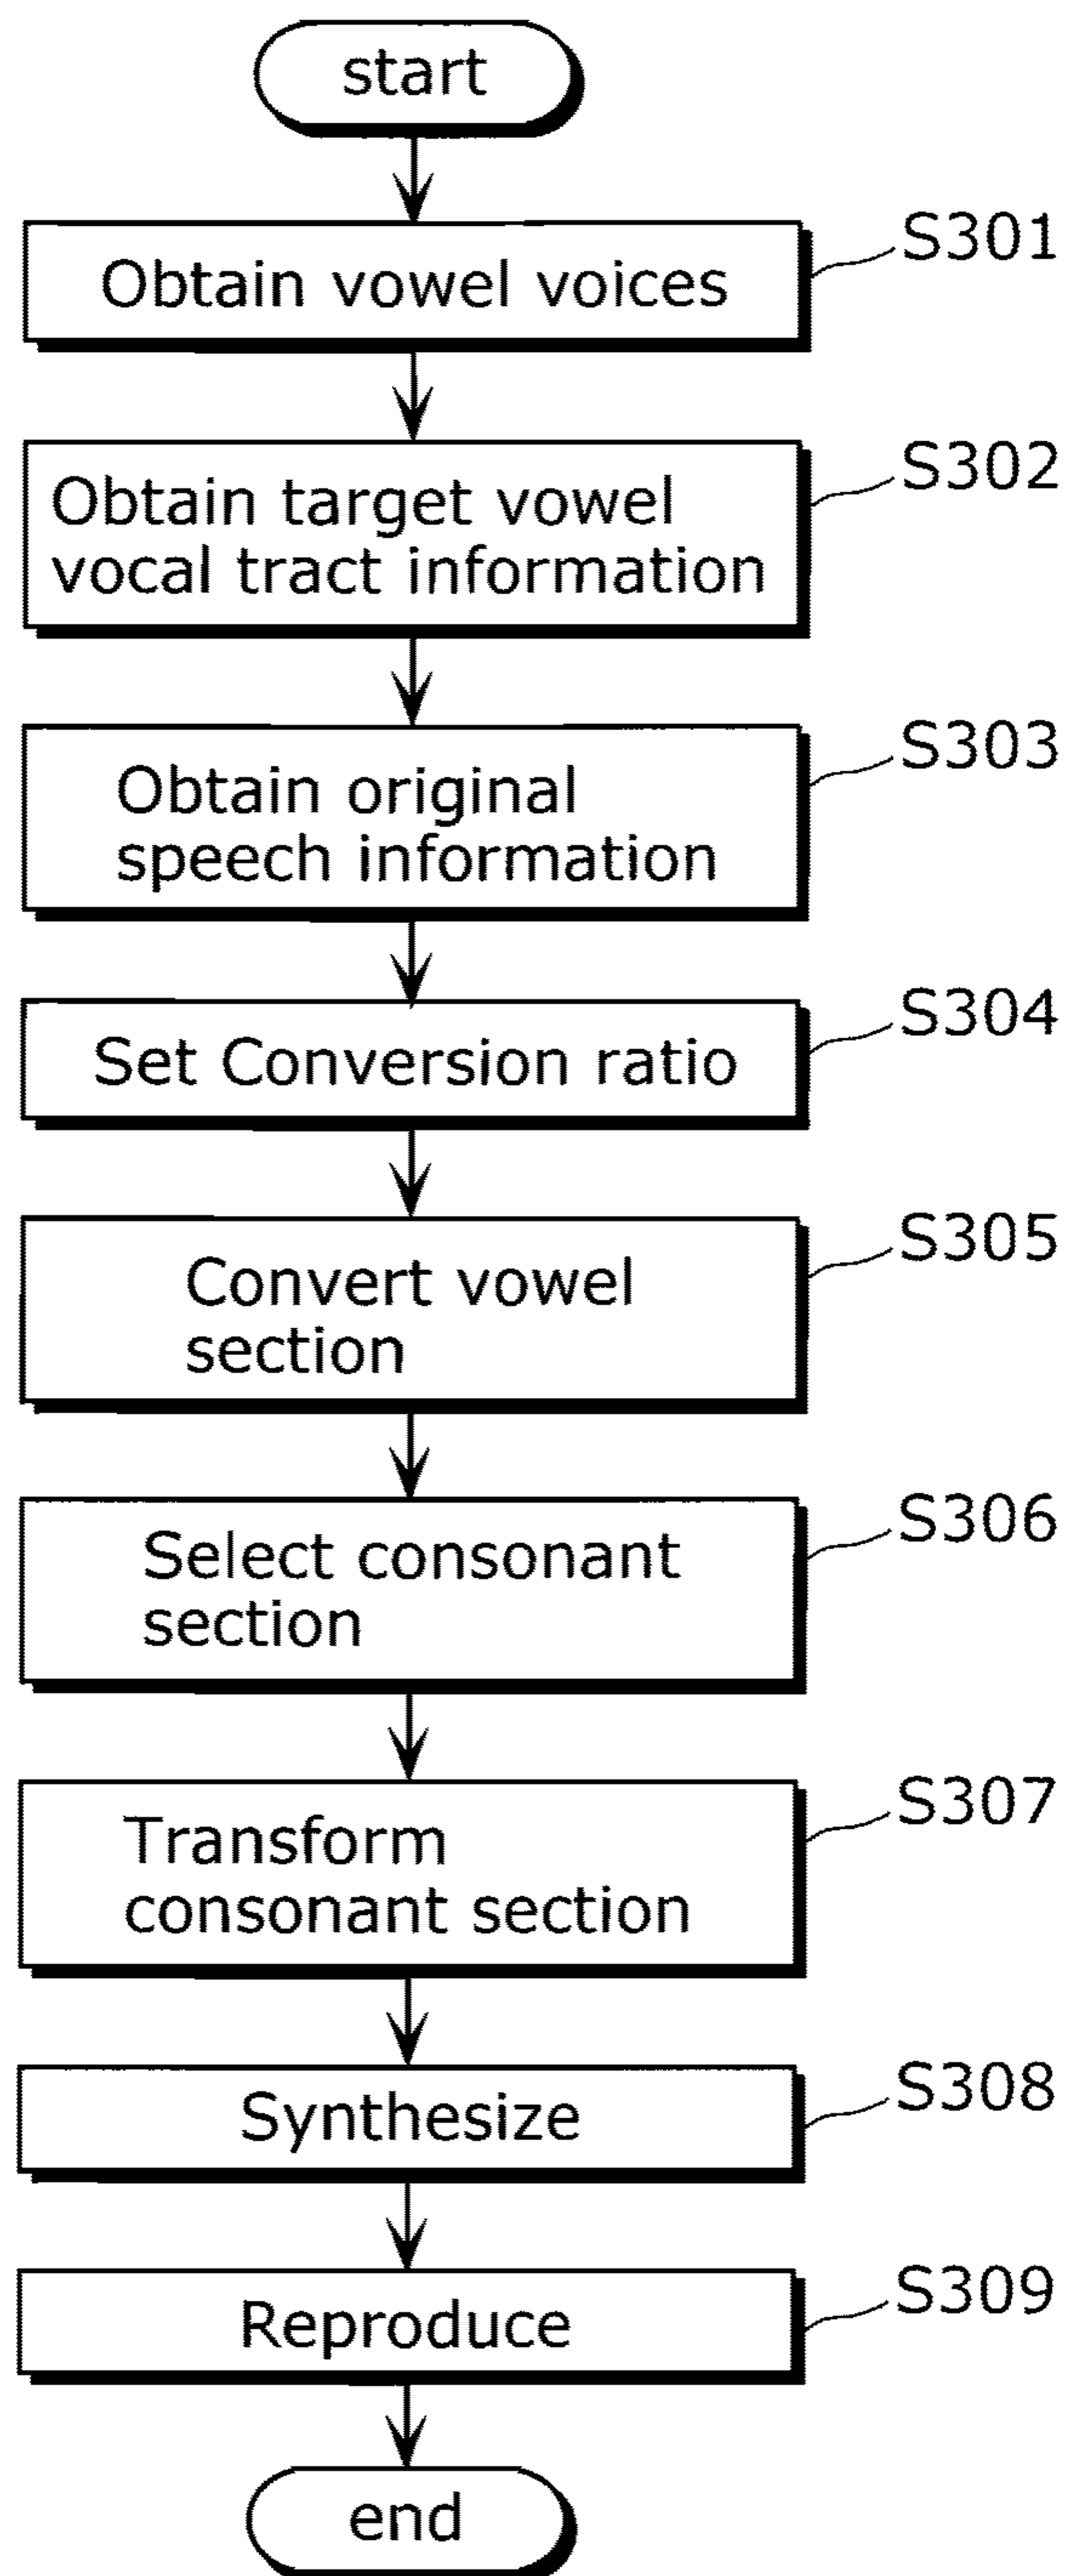 start
S301
Obtain vowel voices
S302
Obtain target vowel
vocal tract information
S303
Obtain original
speech information
S304
Set Conversion ratio
S305
Convert vowel
section
S306
Select consonant
section
S307
Transform
consonant section
S308
Synthesize
S309
Reproduce
end